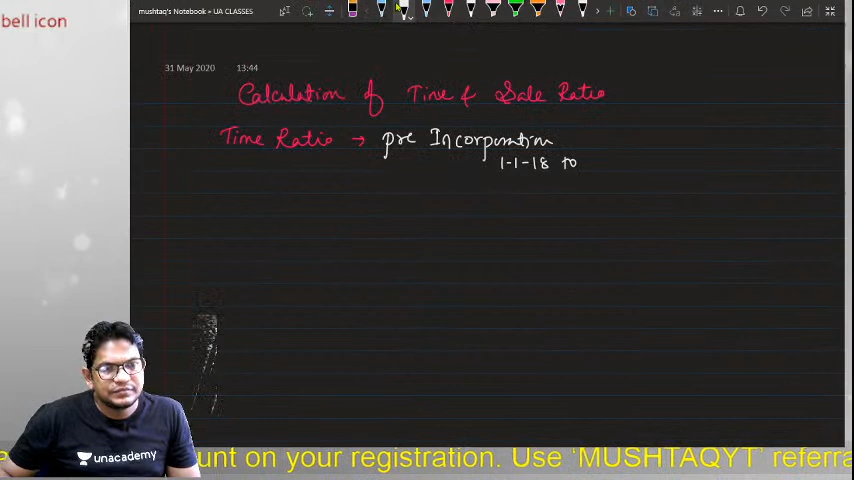 bell icon
mushtaq's Notebook » UA CLASSES
31 May 2020 13:44
Calculation of Time & Sale Ratio
Time Ratio → pre Incorporation
1-1-18 to
unacademy
unt on your registration. Use ‘MUSHTAQYT’ referra